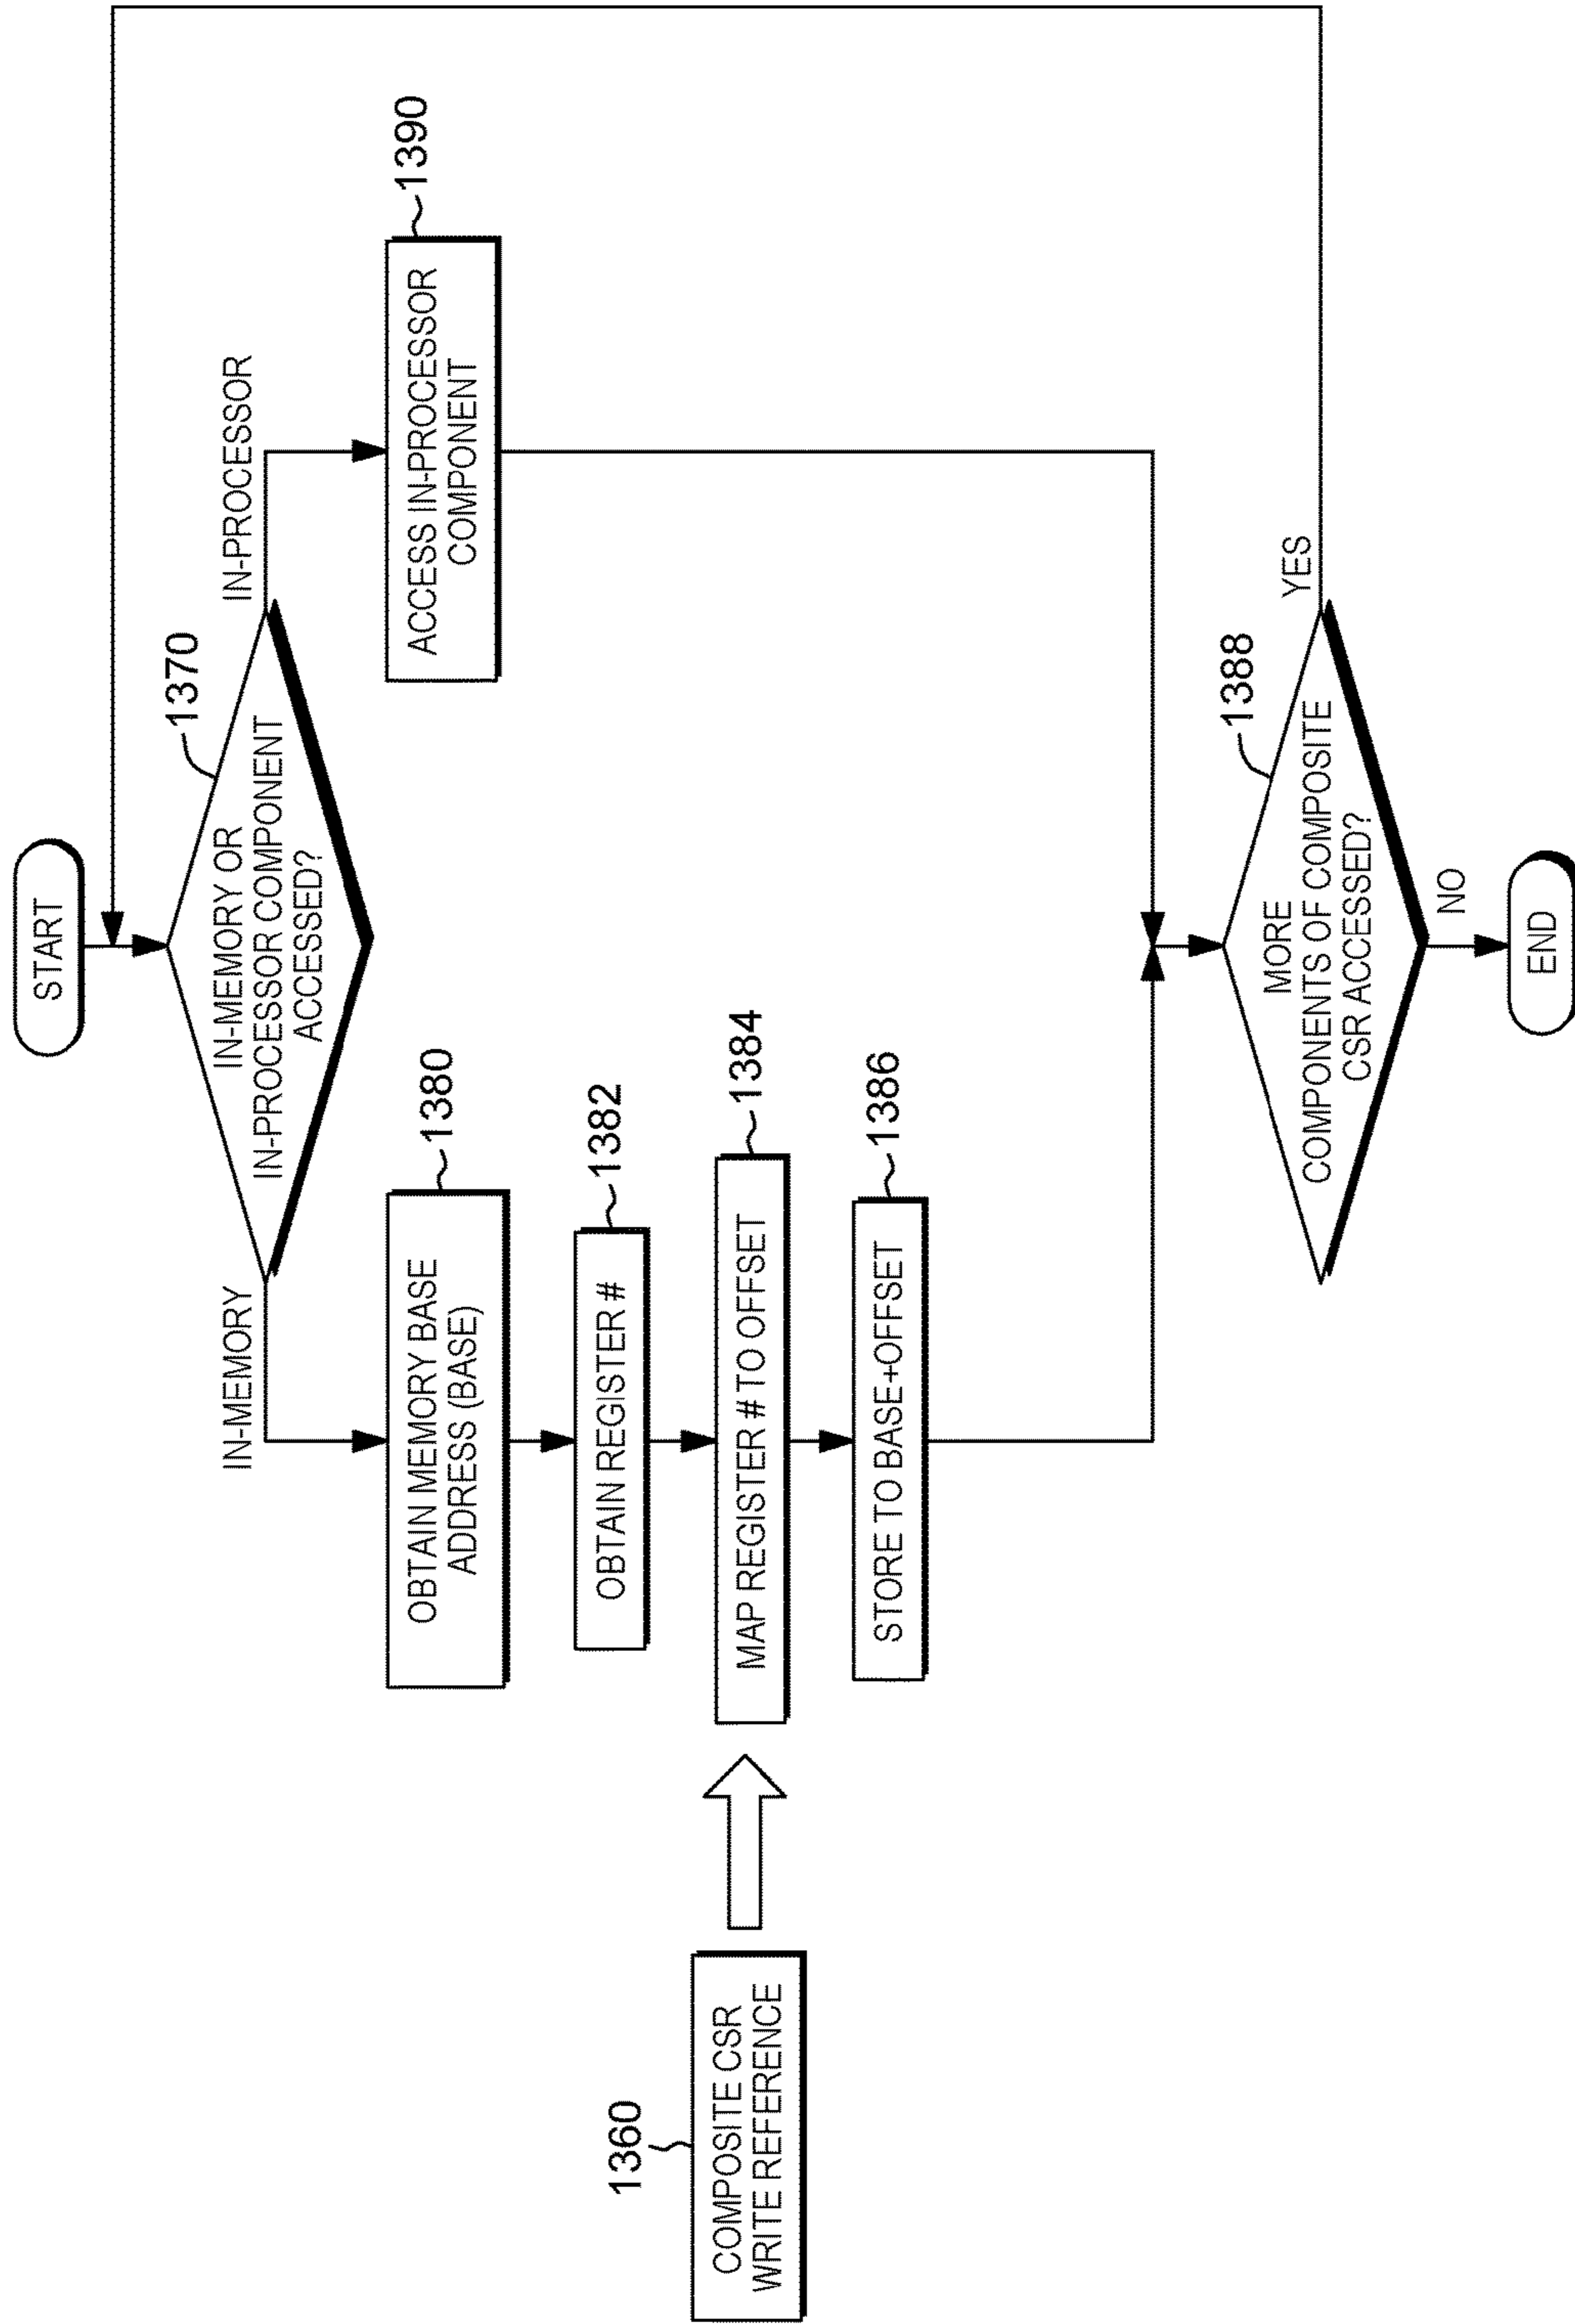 START
1370
IN-MEMORY OR
IN-PROCESSOR COMPONENT
ACCESSED?
IN-MEMORY
IN-PROCESSOR
1380
OBTAIN MEMORY BASE
ADDRESS (BASE)
1390
ACCESS IN-PROCESSOR
COMPONENT
1382
OBTAIN REGISTER #
1360
COMPOSITE CSR
WRITE REFERENCE
1384
MAP REGISTER # TO OFFSET
1386
STORE TO BASE+OFFSET
1388
MORE
COMPONENTS OF COMPOSITE
CSR ACCESSED?
YES
NO
END